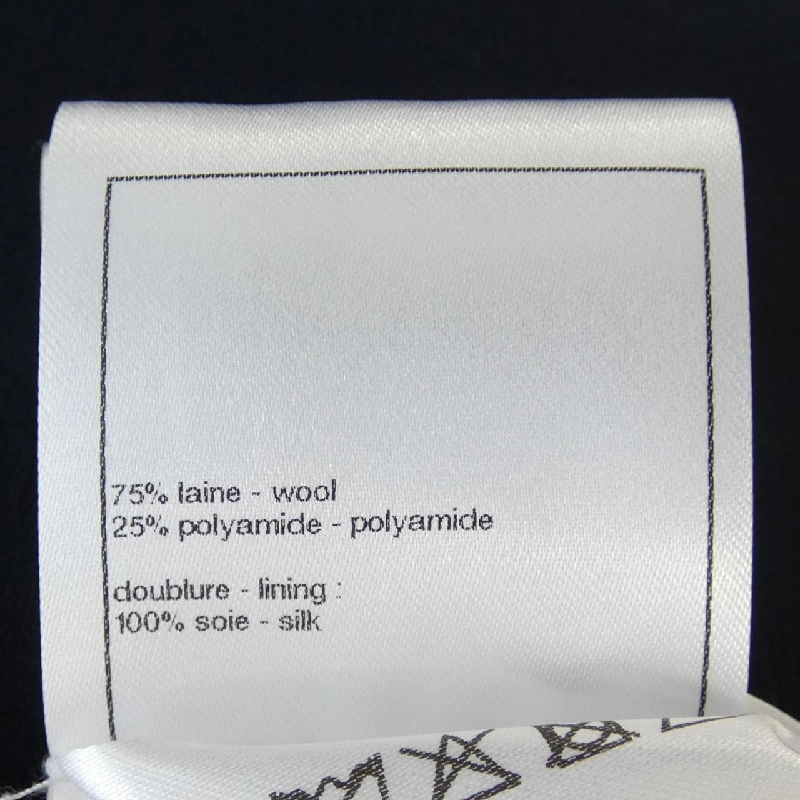 75% laine - wool
25% polyamide - polyamide
doublure - lining :
100% soie - silk